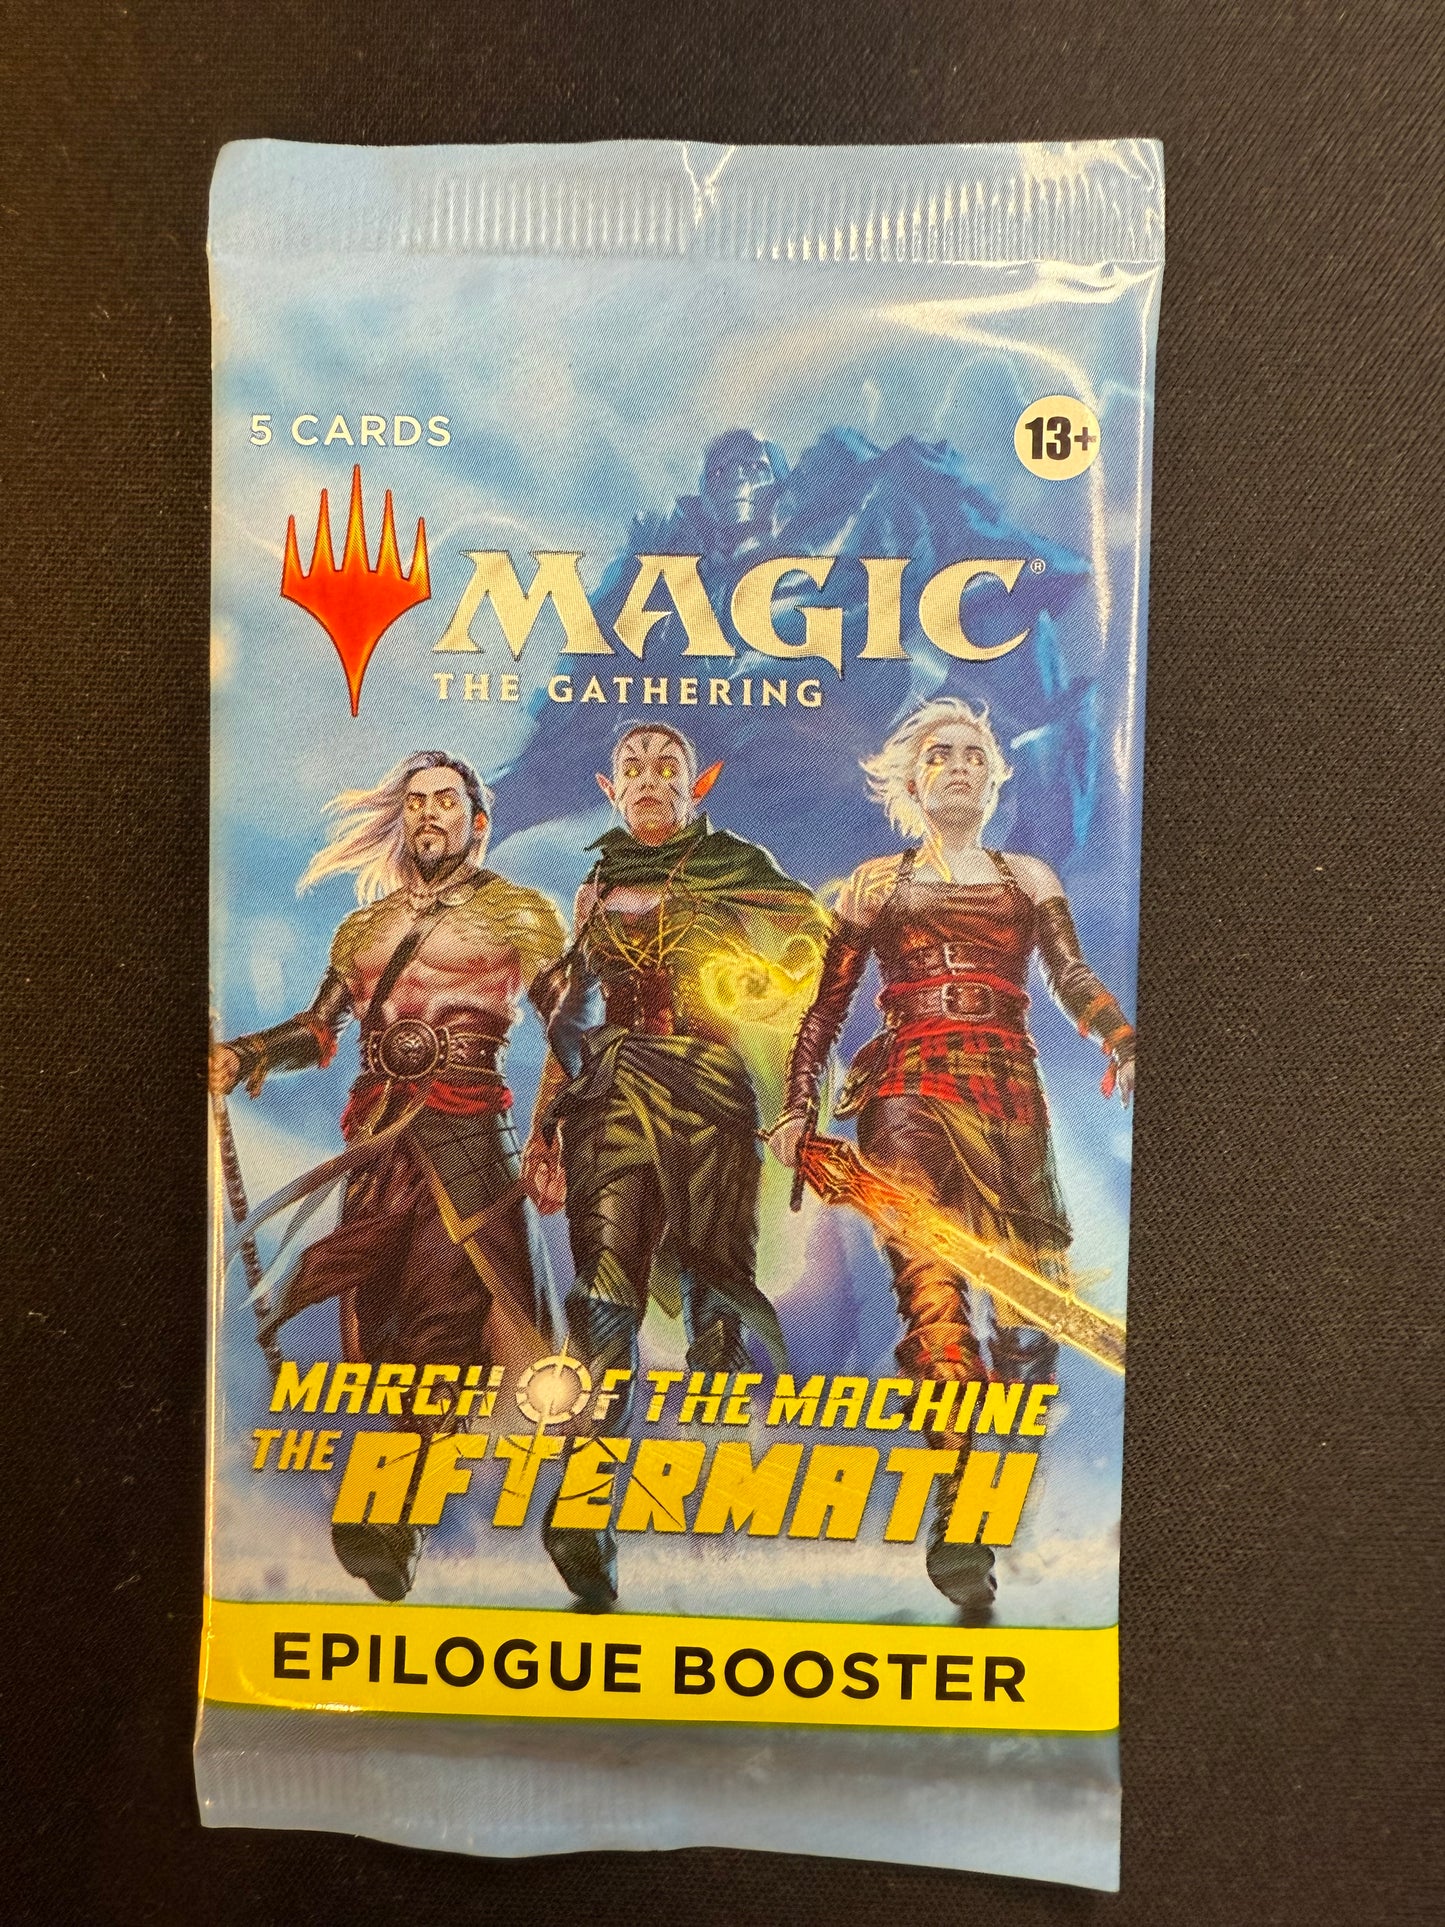 5 CARDS
13+
MAGIC®
THE GATHERING
MARCH OF THE MACHINE
THE AFTERMATH
EPILOGUE BOOSTER